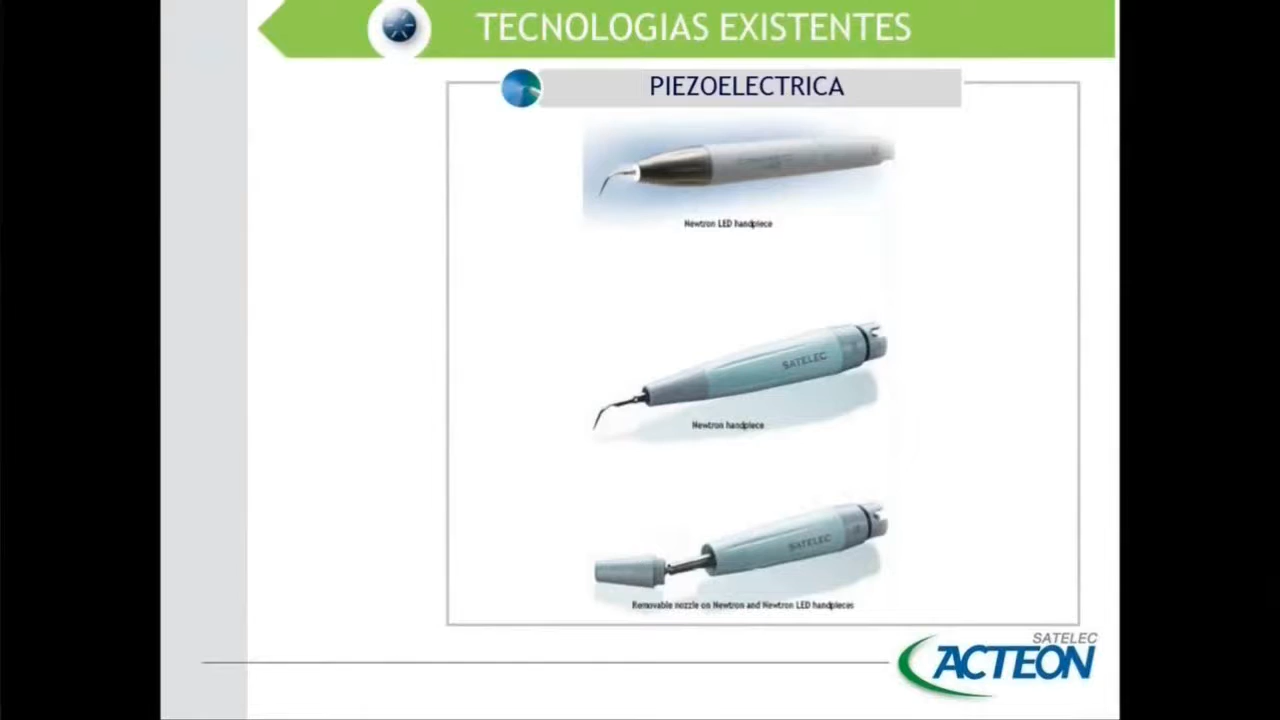 TECNOLOGIAS EXISTENTES
PIEZOELECTRICA
Newtron LED handpiece
SATELEC
Newtron handpiece
SATELEC
Removable nozzle on Newtron and Newtron LED handpieces
SATELEC
ACTEON